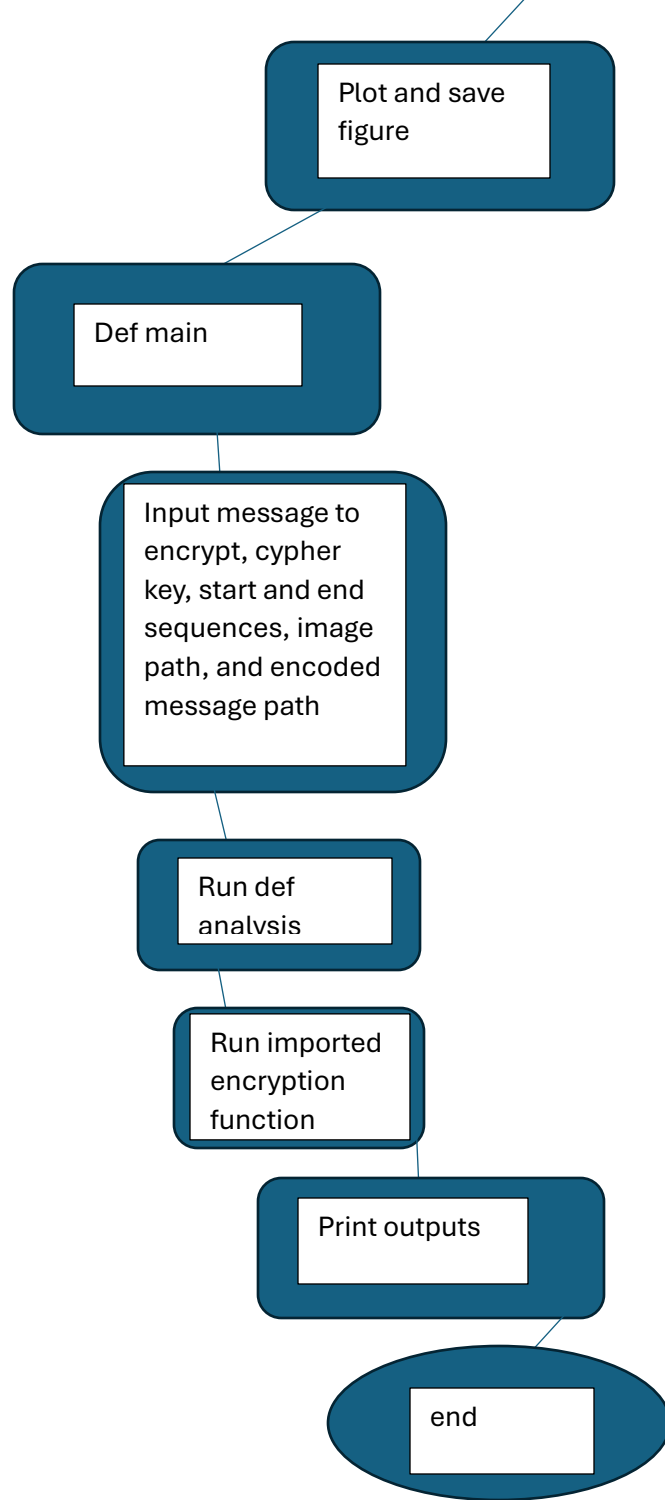 Plot and save
figure
Def main
Input message to
encrypt, cypher
key, start and end
sequences, image
path, and encoded
message path
Run def
analysis
Run imported
encryption
function
Print outputs
end